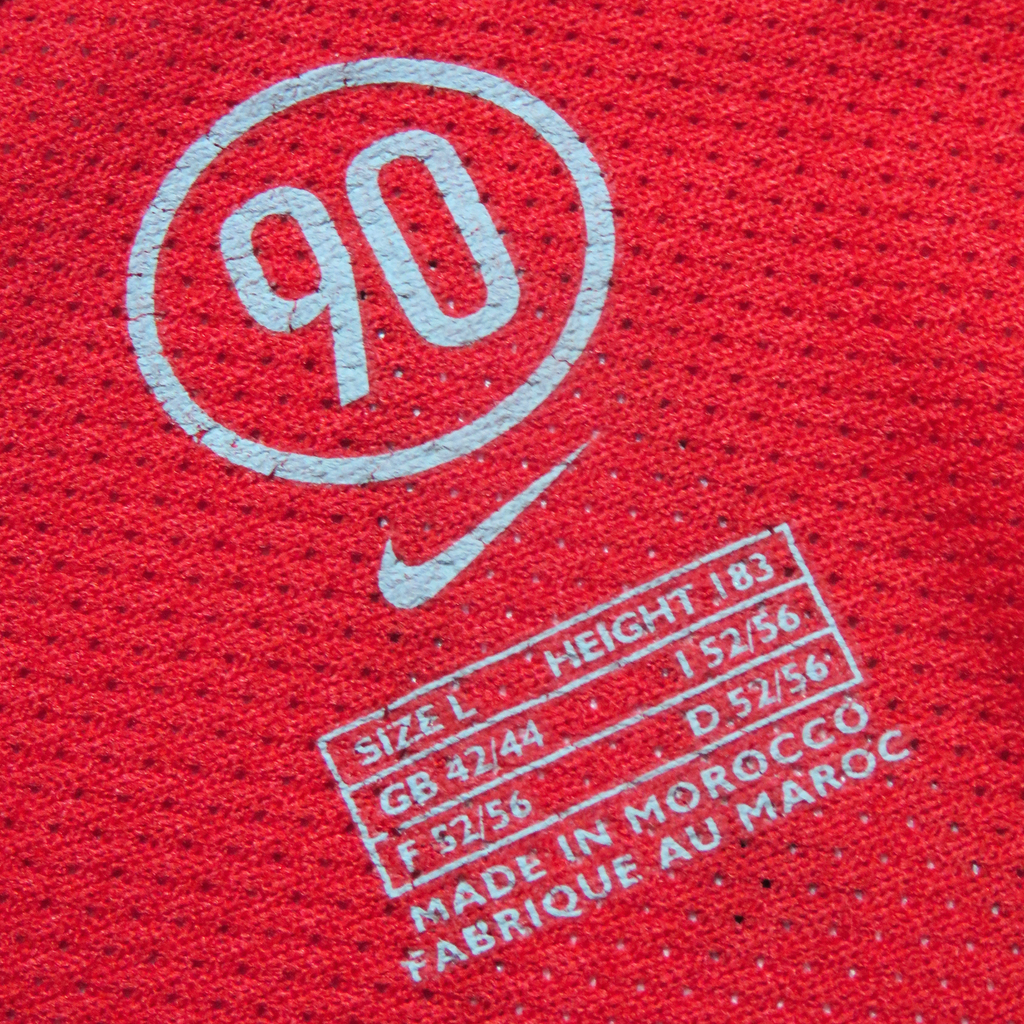 90
SIZE L HEIGHT 183
GB 42/44 I 52/56
F 52/56 D 52/56
MADE IN MOROCCO
FABRIQUE AU MAROC